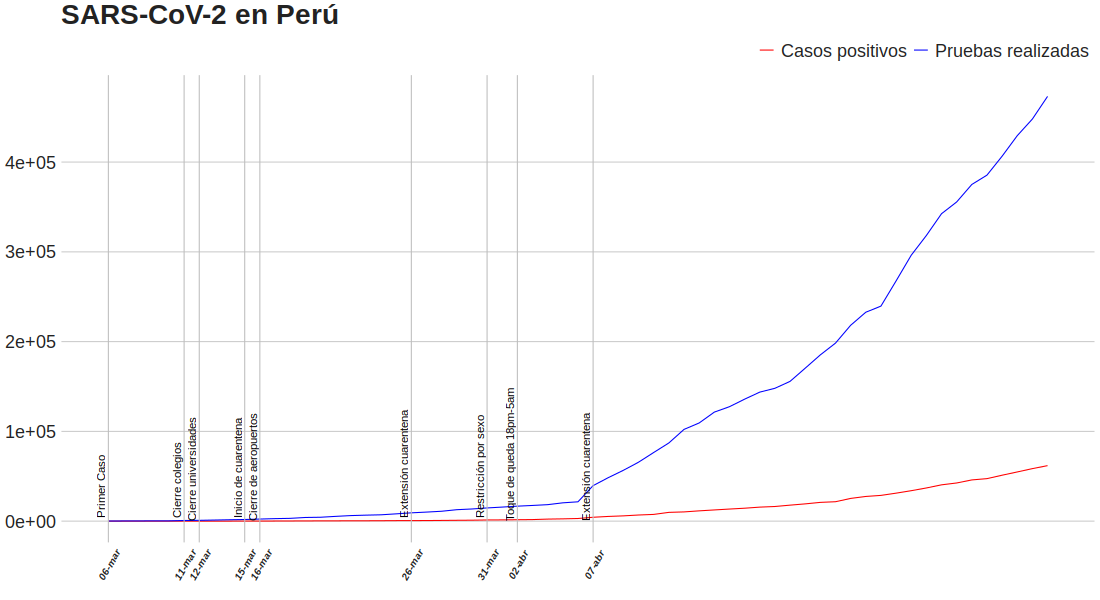 SARS-CoV-2 en Perú
Casos positivos
Pruebas realizadas
4e+05
3e+05
2e+05
1e+05
0e+00
Primer Caso
Cierre colegios
Cierre universidades
Inicio de cuarentena
Cierre de aeropuertos
Extensión cuarentena
Restricción por sexo
Toque de queda 18pm-5am
Extensión cuarentena
06-mar
11-mar
12-mar
15-mar
16-mar
26-mar
31-mar
02-abr
07-abr